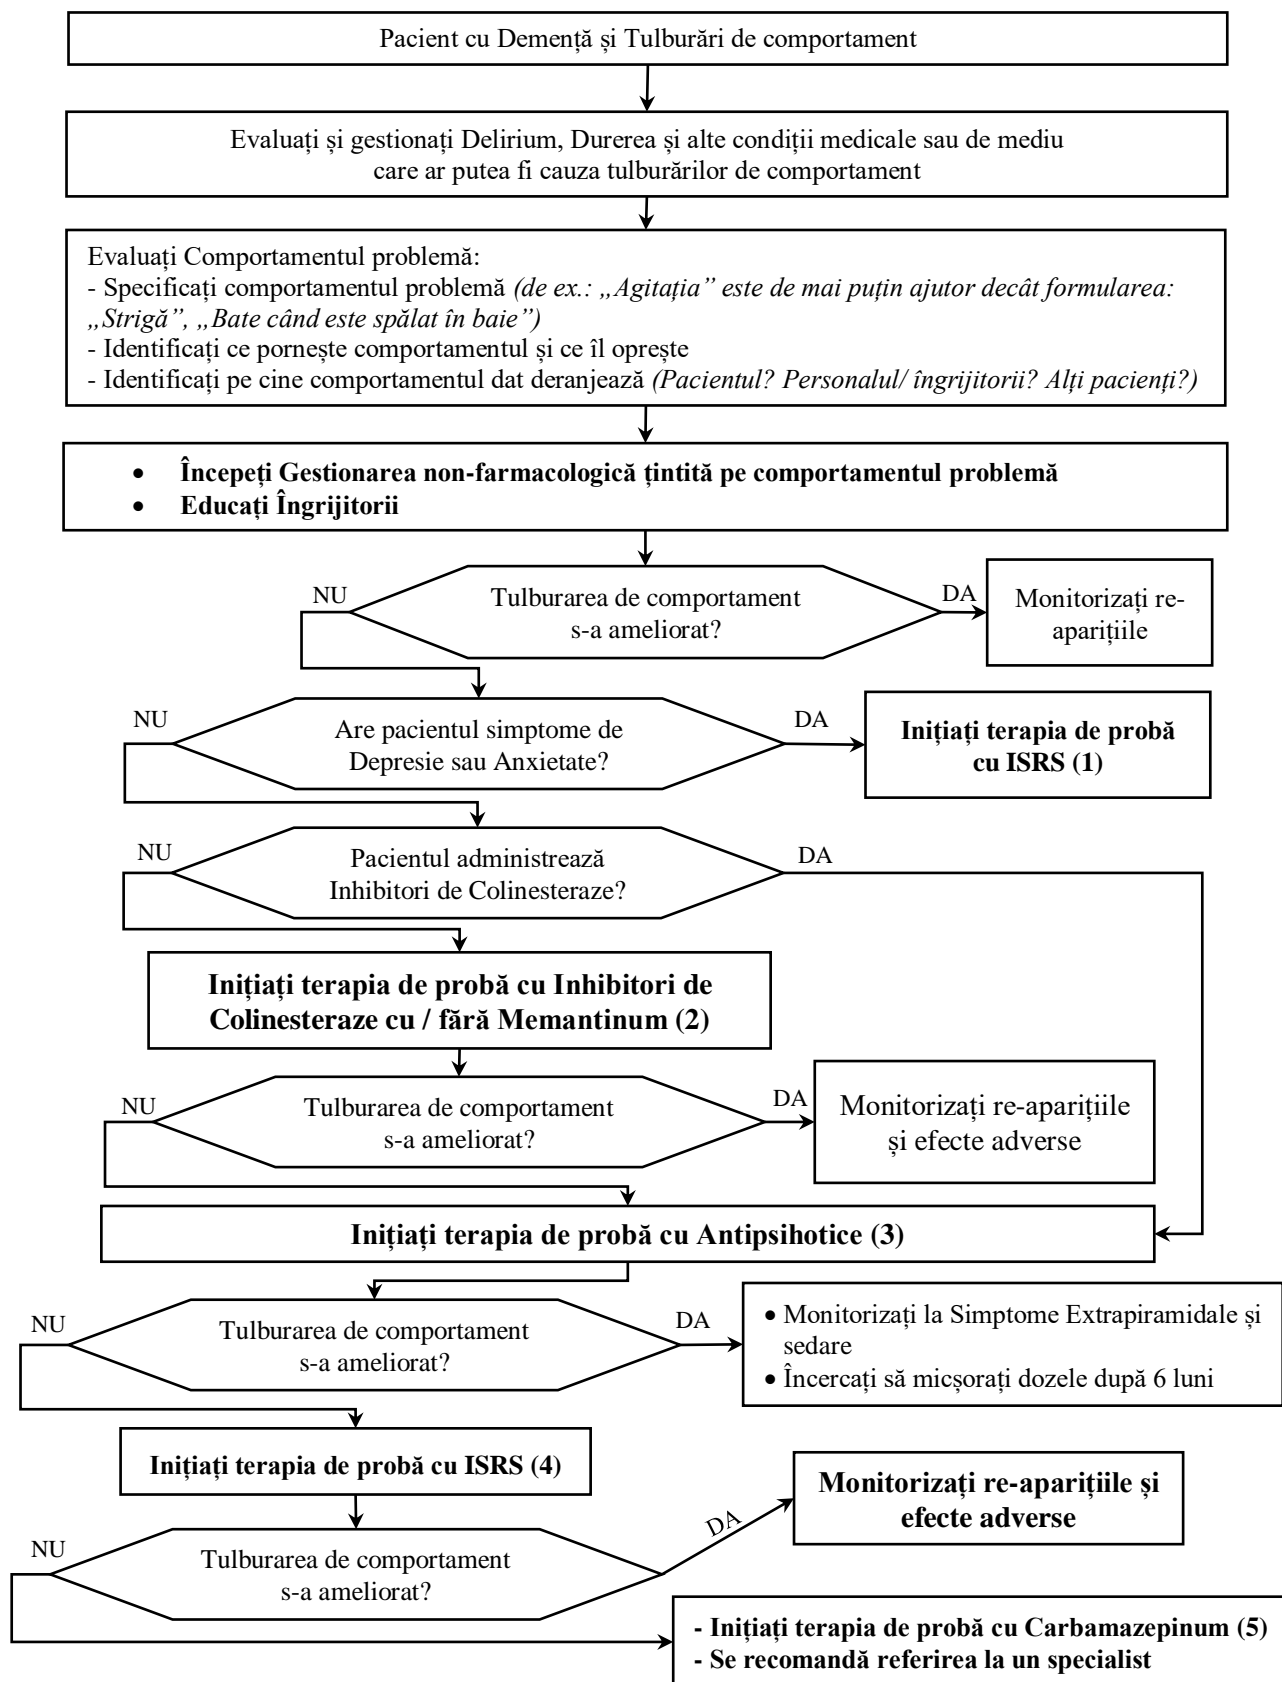 Pacient cu Demență și Tulburări de comportament
Evaluați și gestionați Delirium, Durerea și alte condiții medicale sau de mediu
care ar putea fi cauza tulburărilor de comportament
Evaluați Comportamentul problemă:
- Specificați comportamentul problemă (de ex.: „Agitația” este de mai puțin ajutor decât formularea:
„Strigă”, „Bate când este spălat în baie”)
- Identificați ce pornește comportamentul și ce îl oprește
- Identificați pe cine comportamentul dat deranjează (Pacientul? Personalul/ îngrijitorii? Alți pacienți?)
• Începeți Gestionarea non-farmacologică țintită pe comportamentul problemă
• Educați Îngrijitorii
NU
Tulburarea de comportament
s-a ameliorat?
DA
Monitorizați re-
aparițiile
NU
Are pacientul simptome de
Depresie sau Anxietate?
DA
Inițiați terapia de probă
cu ISRS (1)
NU
Pacientul administrează
Inhibitori de Colinesteraze?
DA
Inițiați terapia de probă cu Inhibitori de
Colinesteraze cu / fără Memantinum (2)
NU
Tulburarea de comportament
s-a ameliorat?
DA
Monitorizați re-aparițiile
și efecte adverse
Inițiați terapia de probă cu Antipsihotice (3)
NU
Tulburarea de comportament
s-a ameliorat?
DA
• Monitorizați la Simptome Extrapiramidale și
sedare
• Încercați să micșorați dozele după 6 luni
Inițiați terapia de probă cu ISRS (4)
NU
Tulburarea de comportament
s-a ameliorat?
DA
Monitorizați re-aparițiile și
efecte adverse
- Inițiați terapia de probă cu Carbamazepinum (5)
- Se recomandă referirea la un specialist